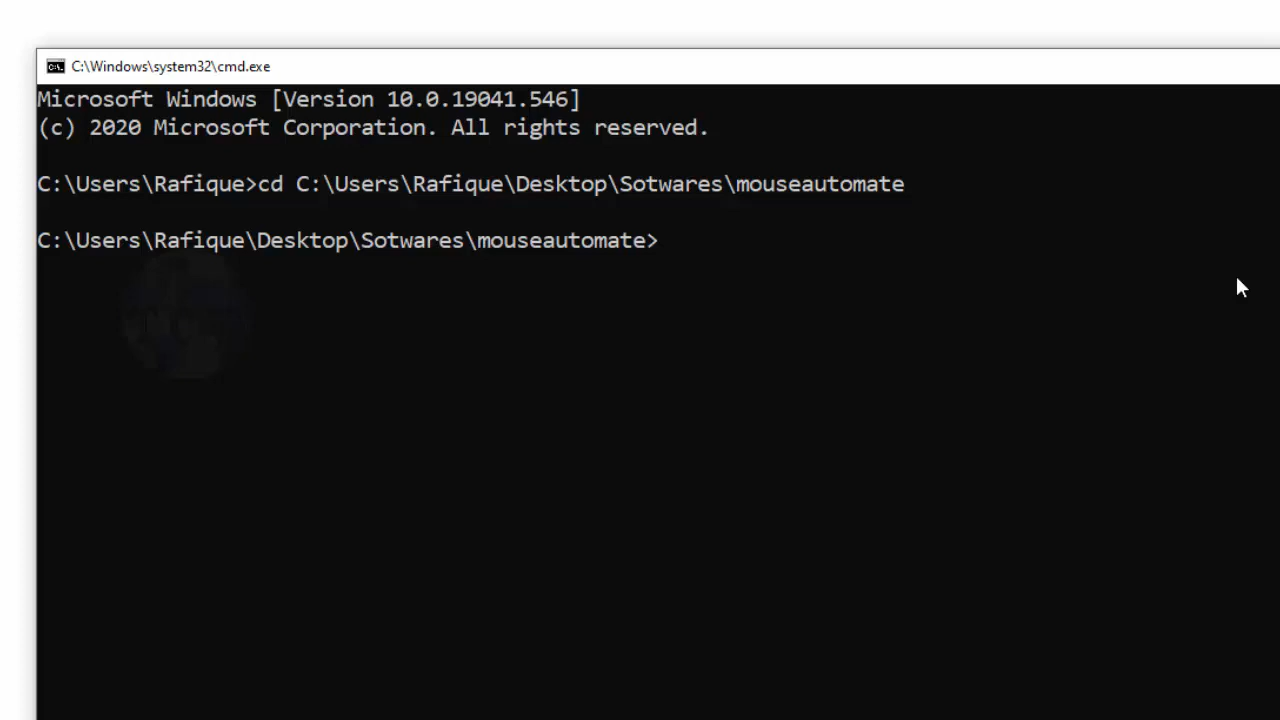 C:\Windows\system32\cmd.exe
Microsoft Windows [Version 10.0.19041.546]
(c) 2020 Microsoft Corporation. All rights reserved.
C:\Users\Rafique>cd C:\Users\Rafique\Desktop\Sotwares\mouseautomate
C:\Users\Rafique\Desktop\Sotwares\mouseautomate>